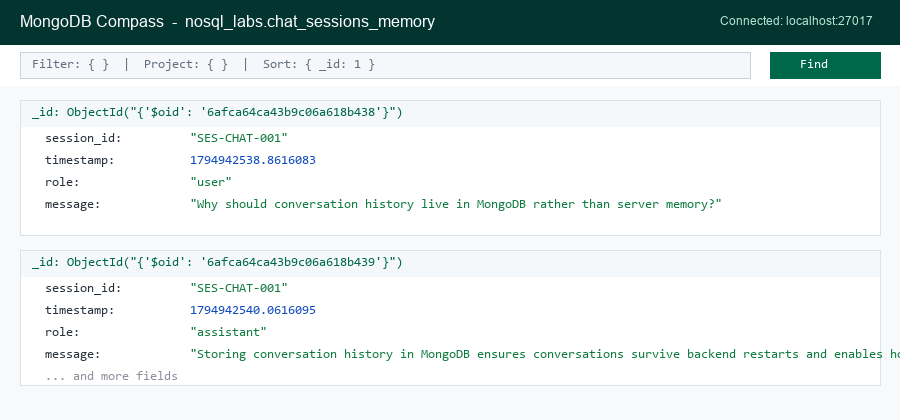 MongoDB Compass - nosql_labs.chat_sessions_memory
Connected: localhost:27017
Filter: { } | Project: { } | Sort: { _id: 1 }
Find
_id: ObjectId("{'$oid': '6afca64ca43b9c06a618b438'}")
session_id: "SES-CHAT-001"
timestamp: 1794942538.8616083
role: "user"
message: "Why should conversation history live in MongoDB rather than server memory?"
_id: ObjectId("{'$oid': '6afca64ca43b9c06a618b439'}")
session_id: "SES-CHAT-001"
timestamp: 1794942540.0616095
role: "assistant"
message: "Storing conversation history in MongoDB ensures conversations survive backend restarts and enables
... and more fields